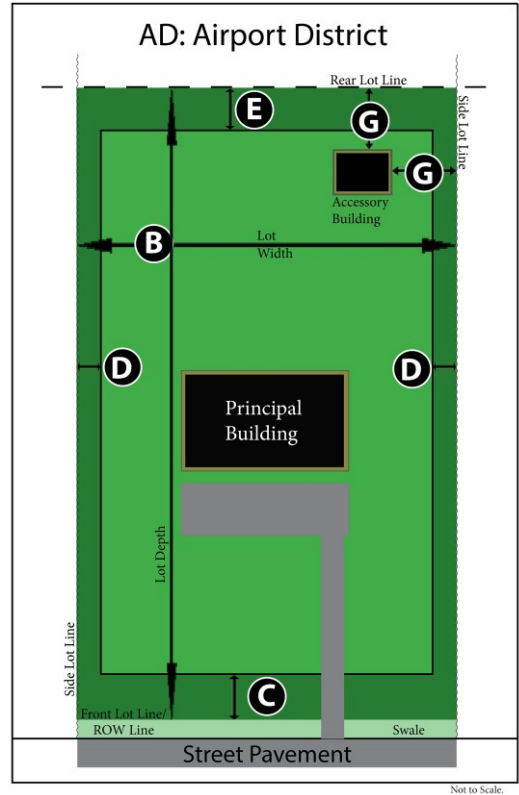 AD: Airport District
Rear Lot Line
E
G
Side Lot Line
G
Accessory
Building
B
Lot
Width
D
D
Principal
Building
Lot Depth
Side Lot Line
C
Front Lot Line/
ROW Line
Swale
Street Pavement
Not to Scale.